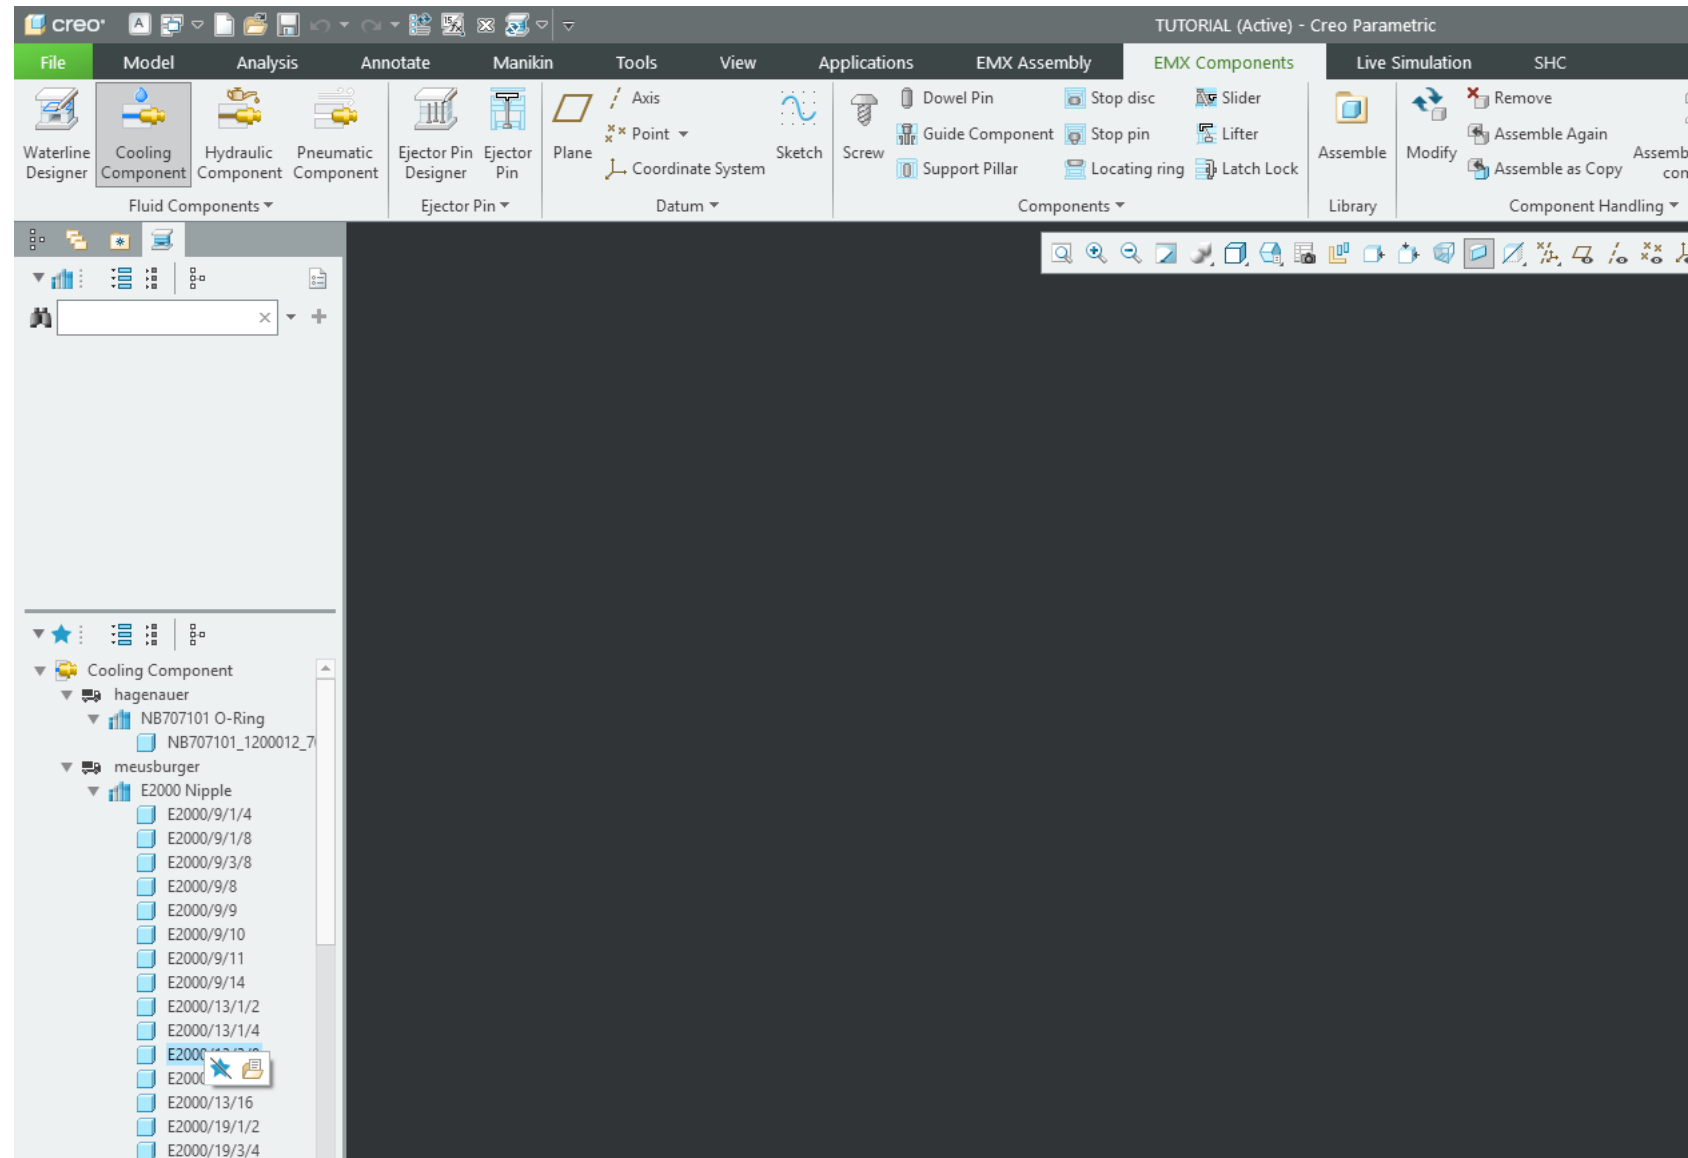 creo·
TUTORIAL (Active) - Creo Parametric
File Model Analysis Annotate Manikin Tools View Applications EMX Assembly EMX Components Live Simulation SHC
Waterline Designer
Cooling Component
Hydraulic Component
Pneumatic Component
Fluid Components
Ejector Pin Designer
Ejector Pin
Ejector Pin
Plane
Axis
Point
Coordinate System
Sketch
Datum
Screw
Dowel Pin
Guide Component
Support Pillar
Stop disc
Stop pin
Locating ring
Slider
Lifter
Latch Lock
Components
Assemble
Library
Modify
Remove
Assemble Again
Assemble as Copy
Assemb
con
Component Handling
Cooling Component
hagenauer
NB707101 O-Ring
NB707101_1200012_7
meusburger
E2000 Nipple
E2000/9/1/4
E2000/9/1/8
E2000/9/3/8
E2000/9/8
E2000/9/9
E2000/9/10
E2000/9/11
E2000/9/14
E2000/13/1/2
E2000/13/1/4
E2000
E2000
E2000/13/16
E2000/19/1/2
E2000/19/3/4